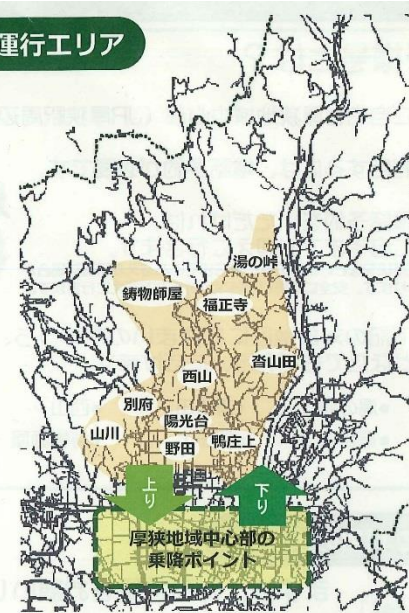 運行エリア
湯の峠
鋳物師屋
福正寺
沓山田
西山
別府
陽光台
山川
野田
鴨庄上
上り
下り
厚狭地域中心部の
乗降ポイント